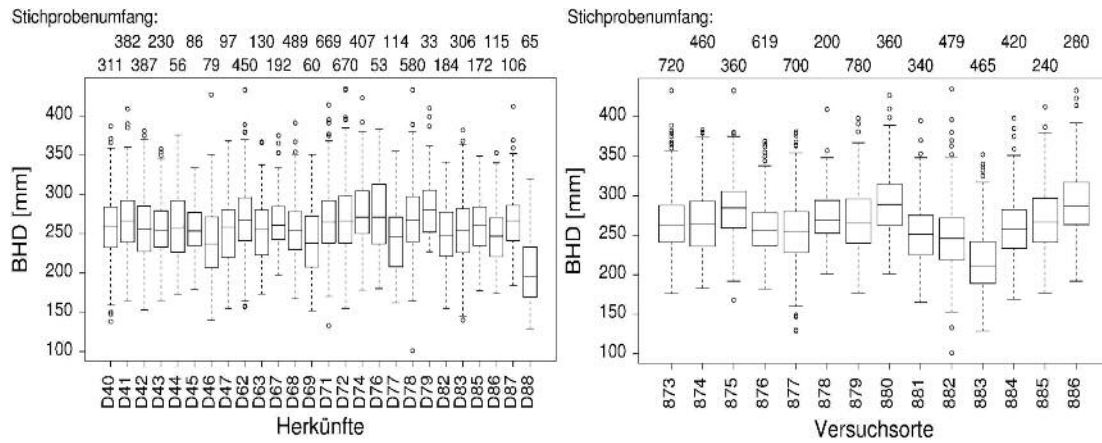 Stichprobenumfang:
382 230 86 97 130 489 669 407 114 33 306 115 65
311 387 56 79 450 192 60 670 53 580 184 172 106
BHD [mm]
400
350
300
250
200
150
100
D40 D41 D42 D43 D44 D45 D46 D47 D62 D63 D67 D68 D69 D71 D72 D74 D76 D77 D78 D79 D82 D83 D85 D86 D87 D88
Herkünfte
Stichprobenumfang:
460 619 200 360 479 420 280
720 360 700 780 340 465 240
BHD [mm]
400
350
300
250
200
150
100
873 874 875 876 877 878 879 880 881 882 883 884 885 886
Versuchsorte